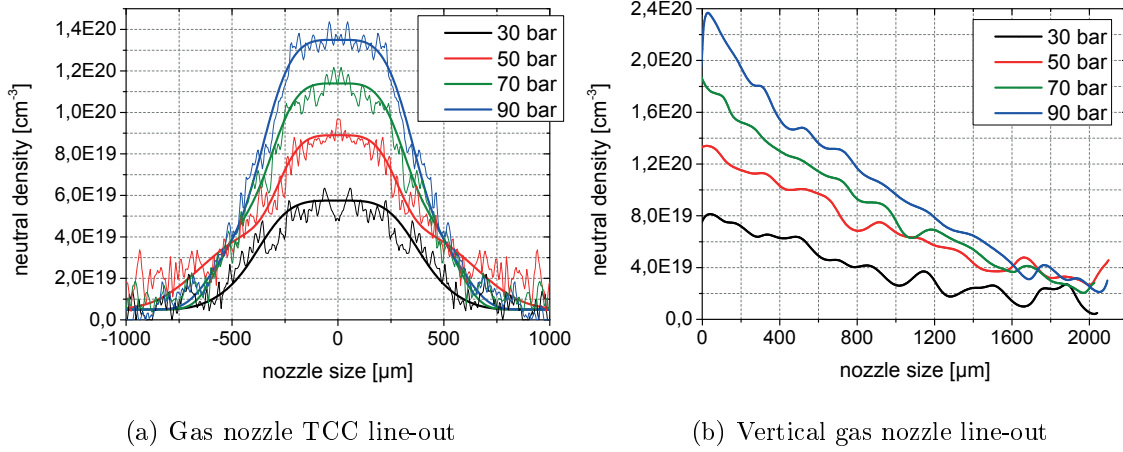 1,4E20
1,2E20
1,0E20
8,0E19
6,0E19
4,0E19
2,0E19
0,0
-1000
-500
0
500
1000
neutral density [cm⁻³]
nozzle size [µm]
30 bar
50 bar
70 bar
90 bar
(a) Gas nozzle TCC line-out
2,4E20
2,0E20
1,6E20
1,2E20
8,0E19
4,0E19
0,0
0
400
800
1200
1600
2000
neutral density [cm⁻³]
nozzle size [µm]
30 bar
50 bar
70 bar
90 bar
(b) Vertical gas nozzle line-out